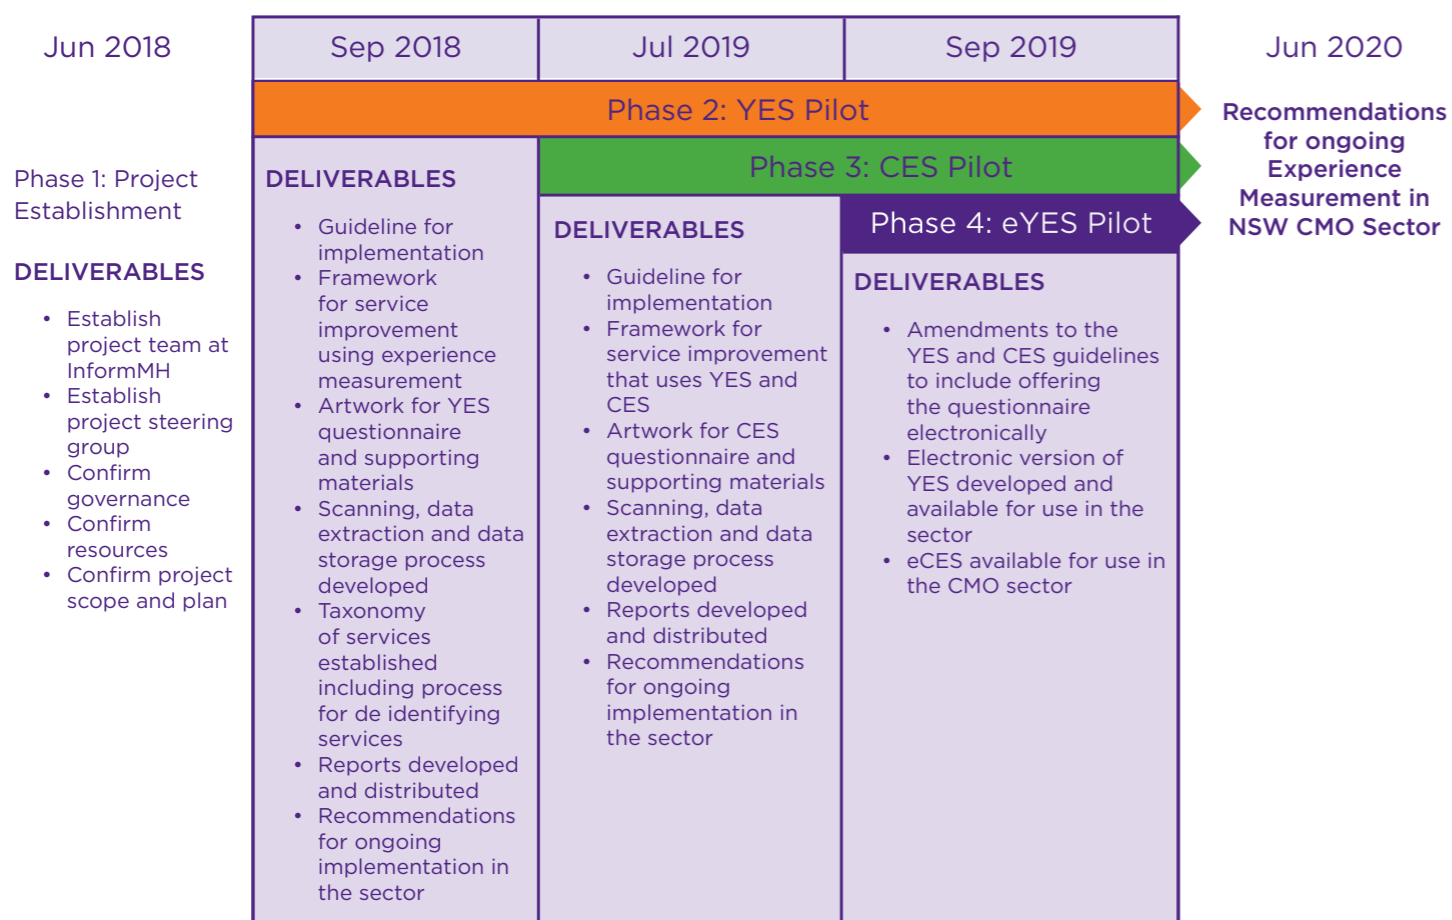 Jun 2018
Sep 2018
Jul 2019
Sep 2019
Jun 2020
Phase 2: YES Pilot
Phase 3: CES Pilot
Phase 4: eYES Pilot
Recommendations
for ongoing
Experience
Measurement in
NSW CMO Sector
Phase 1: Project
Establishment
DELIVERABLES
• Establish
project team at
InformMH
• Establish
project steering
group
• Confirm
governance
• Confirm
resources
• Confirm project
scope and plan
DELIVERABLES
• Guideline for
implementation
• Framework
for service
improvement
using experience
measurement
• Artwork for YES
questionnaire
and supporting
materials
• Scanning, data
extraction and data
storage process
developed
• Taxonomy
of services
established
including process
for de identifying
services
• Reports developed
and distributed
• Recommendations
for ongoing
implementation in
the sector
DELIVERABLES
• Guideline for
implementation
• Framework for
service improvement
that uses YES and
CES
• Artwork for CES
questionnaire and
supporting materials
• Scanning, data
extraction and data
storage process
developed
• Reports developed
and distributed
• Recommendations
for ongoing
implementation in
the sector
DELIVERABLES
• Amendments to the
YES and CES guidelines
to include offering
the questionnaire
electronically
• Electronic version of
YES developed and
available for use in the
sector
• eCES available for use in
the CMO sector